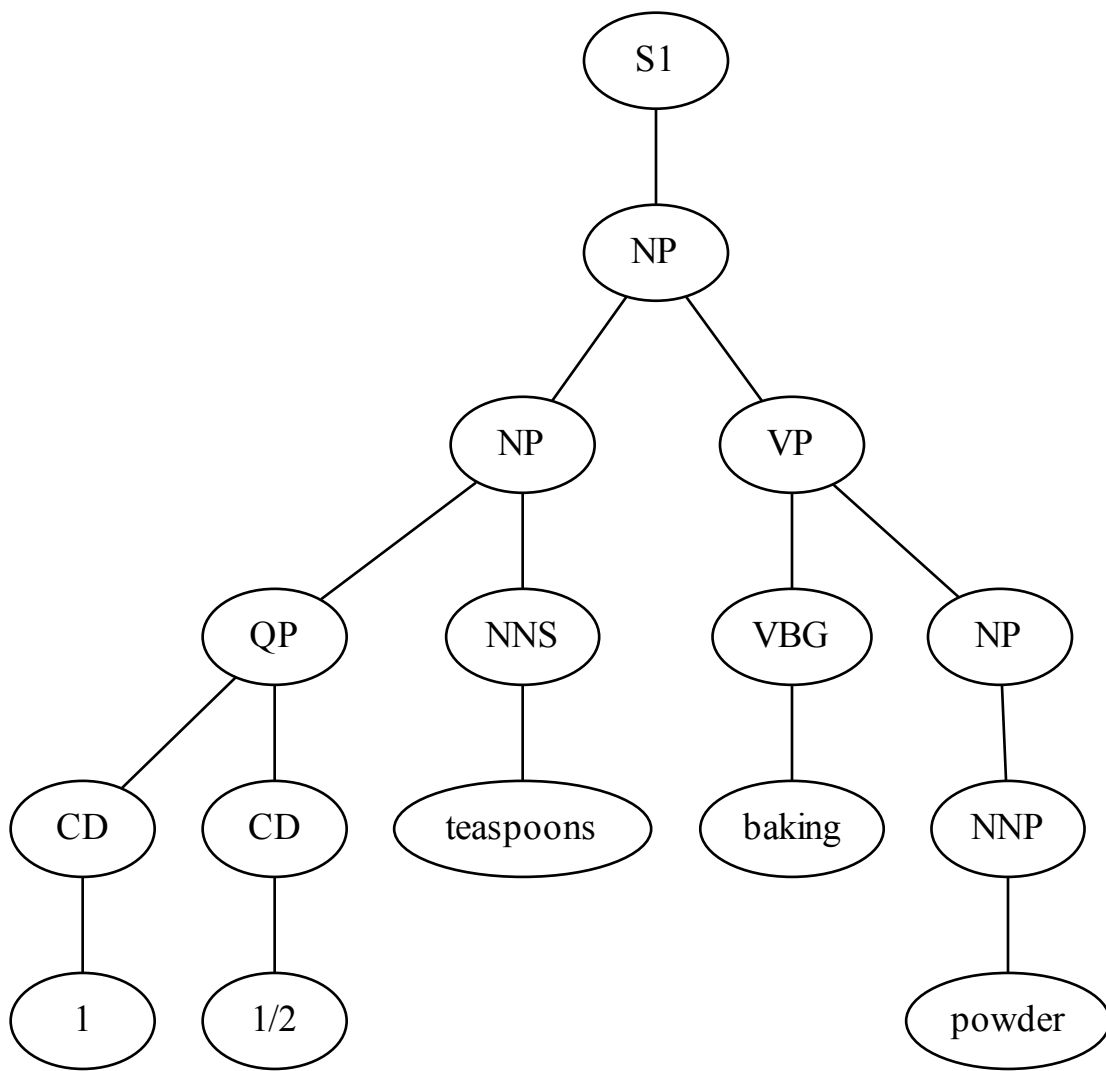 S1
NP
NP VP
QP NNS VBG NP
CD CD teaspoons baking NNP
1 1/2 powder